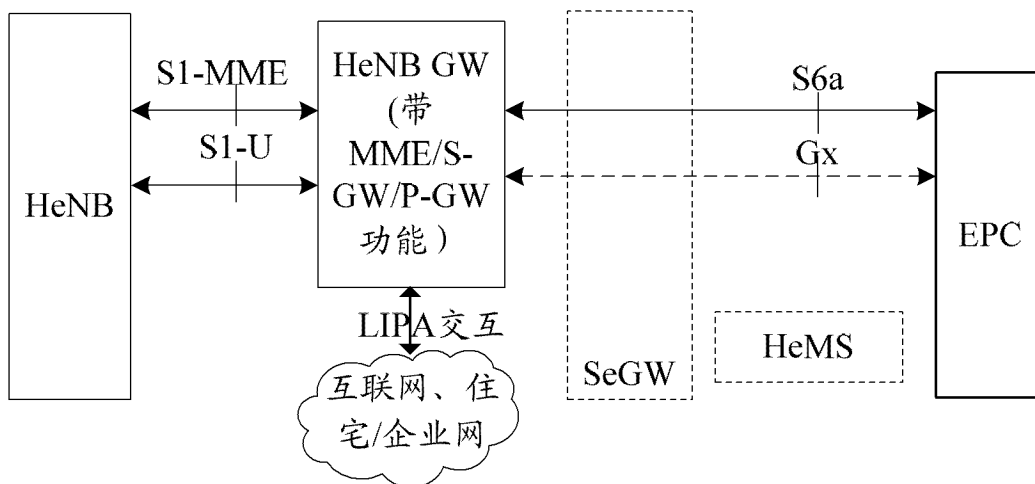 HeNB
S1-MME
S1-U
HeNB GW
(带
MME/S-
GW/P-GW
功能）
LIPA交互
互联网、住
宅/企业网
SeGW
S6a
Gx
HeMS
EPC